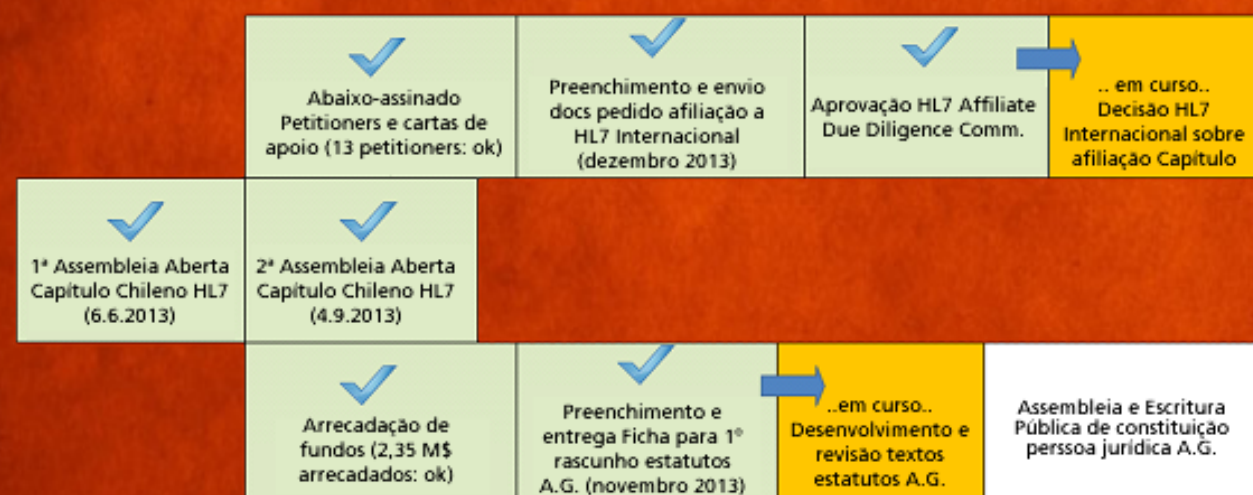 Abaixo-assinado
Petitioners e cartas de
apoio (13 petitioners: ok)
Preenchimento e envio
docs pedido afiliação a
HL7 Internacional
(dezembro 2013)
Aprovação HL7 Affiliate
Due Diligence Comm.
.. em curso..
Decisão HL7
Internacional sobre
afiliação Capítulo
1ª Assembleia Aberta
Capítulo Chileno HL7
(6.6.2013)
2ª Assembleia Aberta
Capítulo Chileno HL7
(4.9.2013)
Arrecadação de
fundos (2,35 M$
arrecadados: ok)
Preenchimento e
entrega Ficha para 1º
rascunho estatutos
A.G. (novembro 2013)
..em curso..
Desenvolvimento e
revisão textos
estatutos A.G.
Assembleia e Escritura
Pública de constituição
perssoa jurídica A.G.